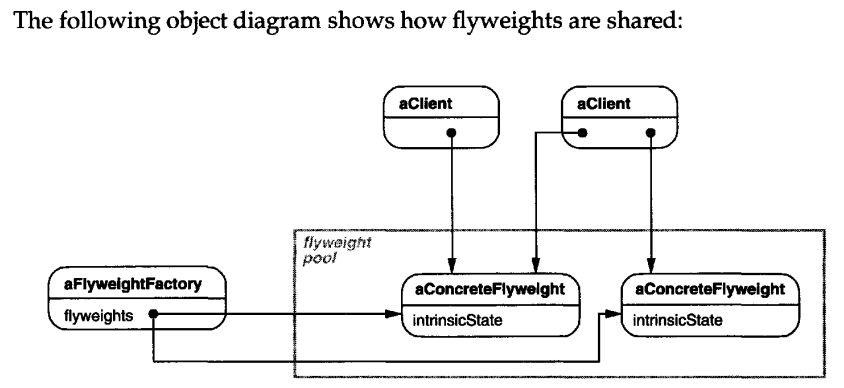 The following object diagram shows how flyweights are shared:
aClient
aClient
flyweight
pool
aFlyweightFactory
flyweights
aConcreteFlyweight
intrinsicState
aConcreteFlyweight
intrinsicState